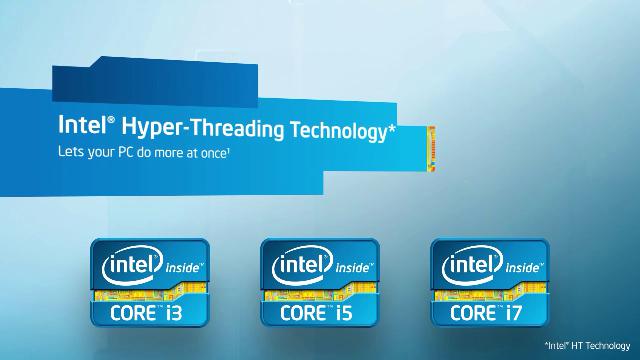 Intel® Hyper-Threading Technology*
Lets your PC do more at once¹
intel inside™
CORE™ i3
intel inside™
CORE™ i5
intel inside™
CORE™ i7
*Intel® HT Technology